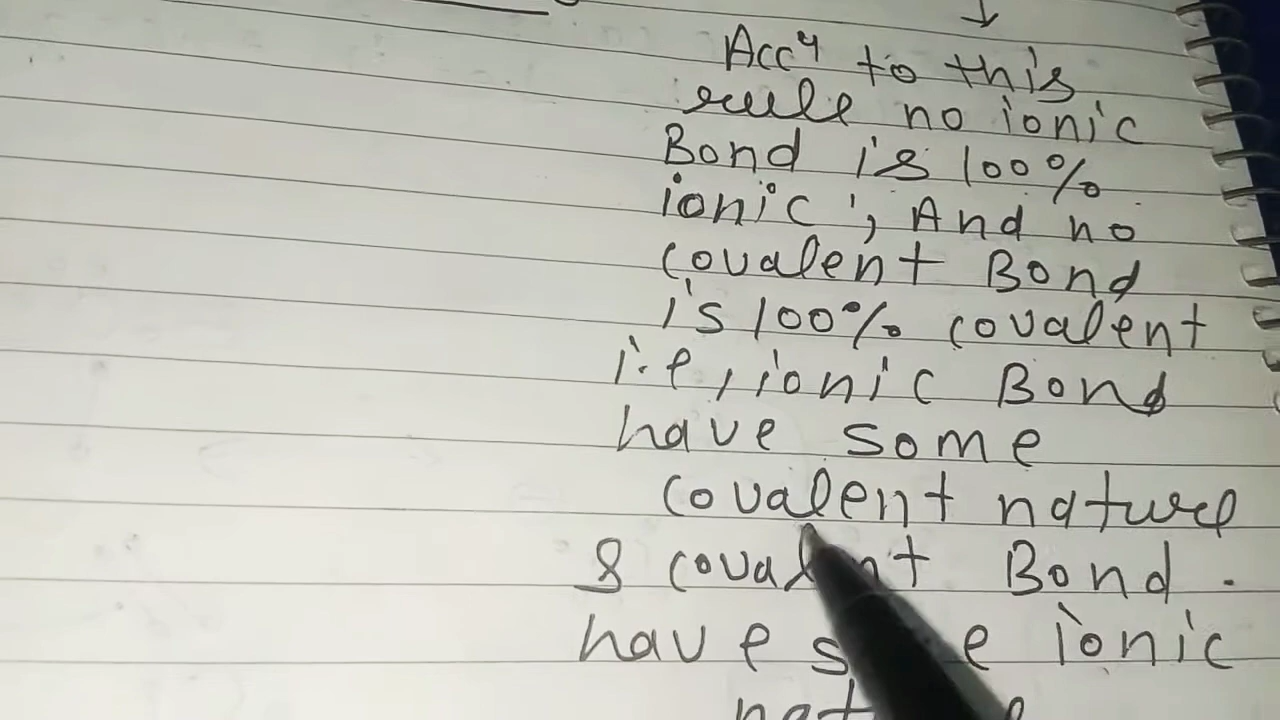 Accy to this
rule no ionic
Bond is 100%
ionic ', And no
covalent Bond
is 100% covalent
i.e, ionic Bond
have some
covalent nature
& covalent Bond .
have some ionic